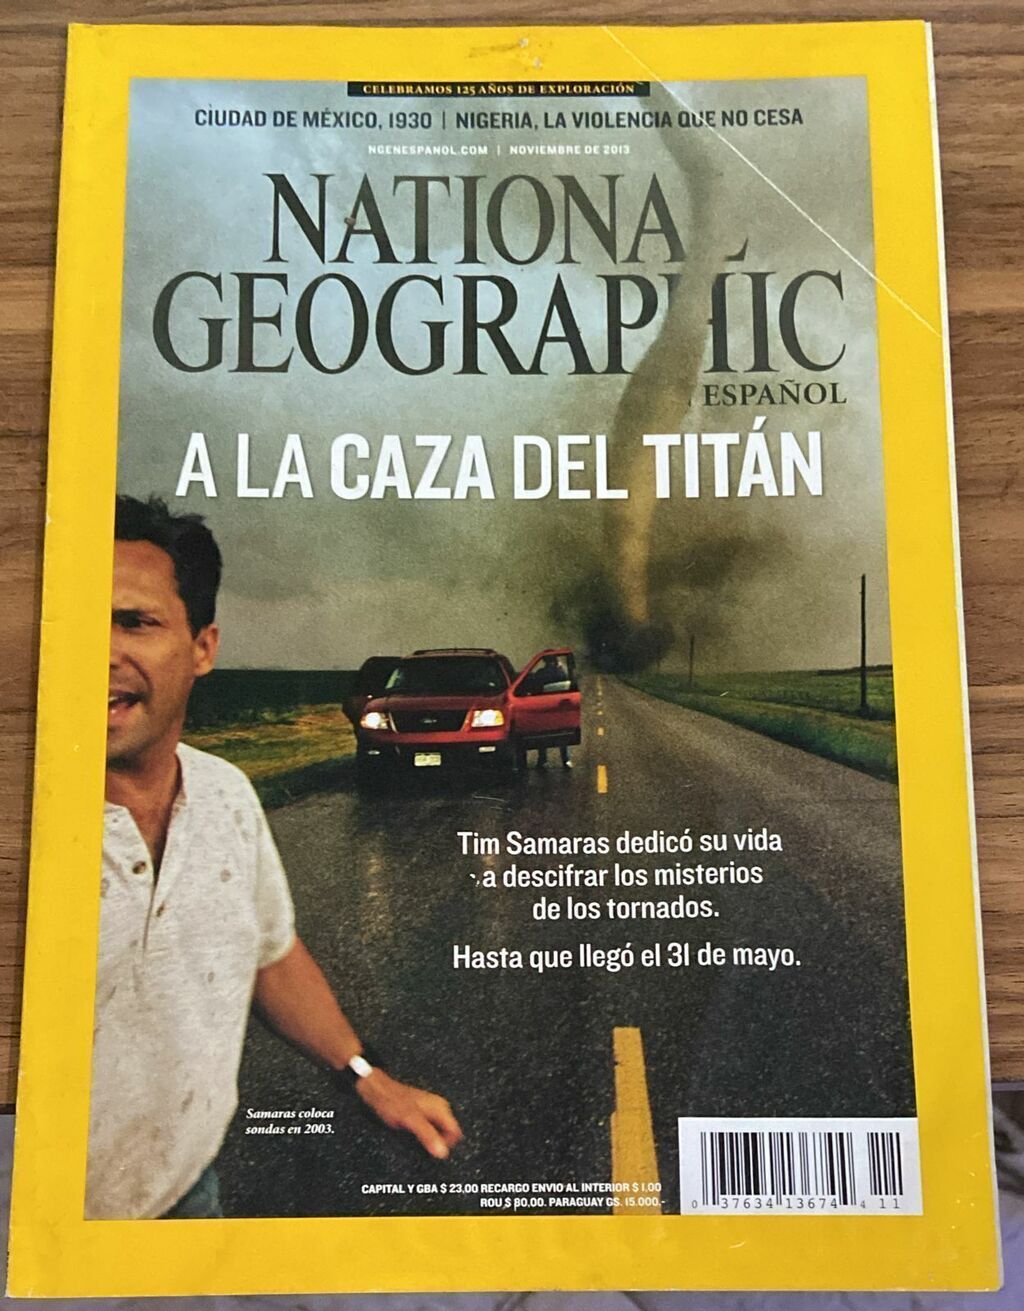 CELEBRAMOS 125 AÑOS DE EXPLORACIÓN
CIUDAD DE MÉXICO, 1930 | NIGERIA, LA VIOLENCIA QUE NO CESA
NGENESPANOL.COM | NOVIEMBRE DE 2013
NATIONAL
GEOGRAPHIC
ESPAÑOL
A LA CAZA DEL TITÁN
Tim Samaras dedicó su vida
a descifrar los misterios
de los tornados.
Hasta que llegó el 31 de mayo.
Samaras coloca
sondas en 2003.
CAPITAL Y GBA $ 23,00 RECARGO ENVIO AL INTERIOR $ 1,00
ROU $ 80,00. PARAGUAY GS. 15.000.-
0 37634 13674 4 11